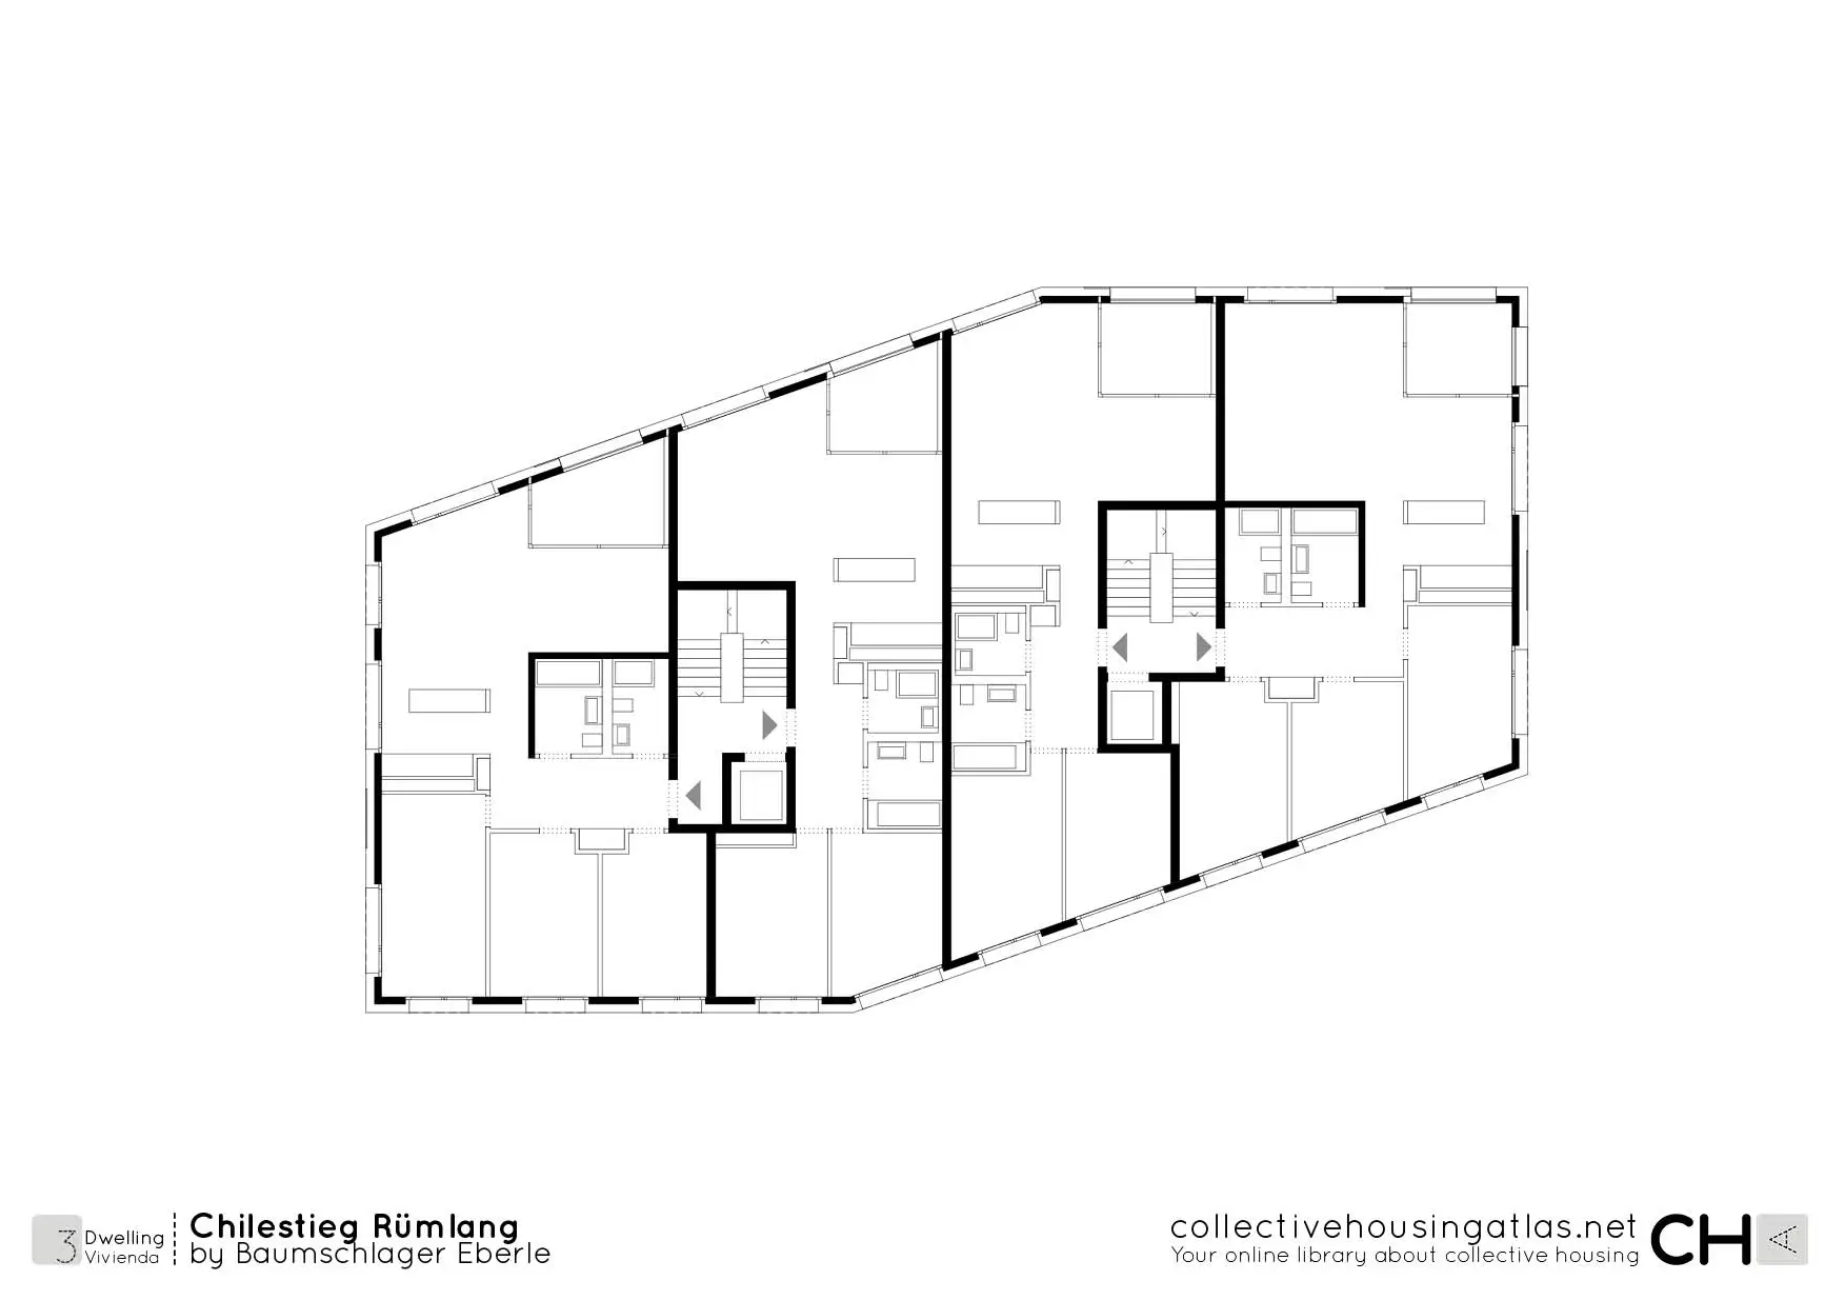 3 Dwelling
Vivienda
Chilestieg Rümlang
by Baumschlager Eberle
collectivehousingatlas.net
Your online library about collective housing
CHA